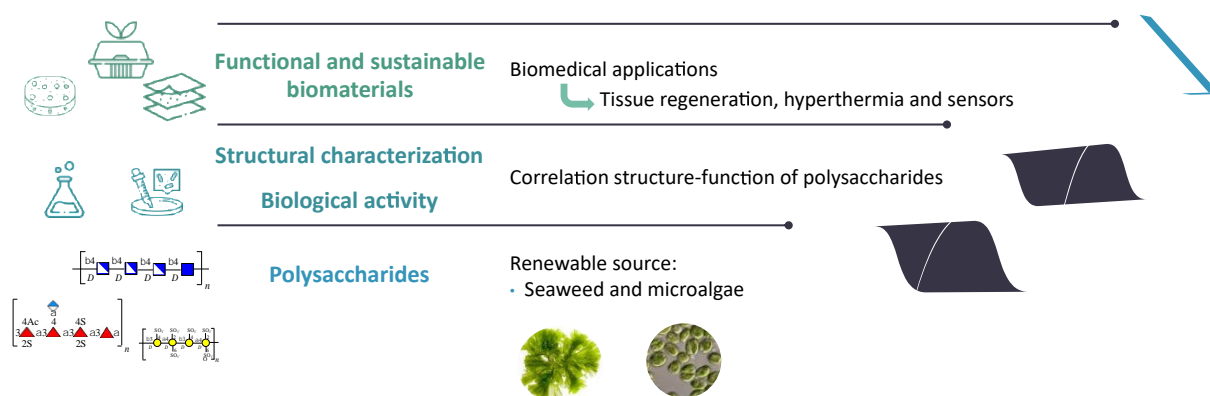 Functional and sustainable
biomaterials
Biomedical applications
Tissue regeneration, hyperthermia and sensors
Structural characterization
Biological activity
Correlation structure-function of polysaccharides
Polysaccharides
Renewable source:
• Seaweed and microalgae
b4 b4 b4 b4
D D D D n
a
4Ac 4 4S
3 a3 a3 a3 a
2S 2S n